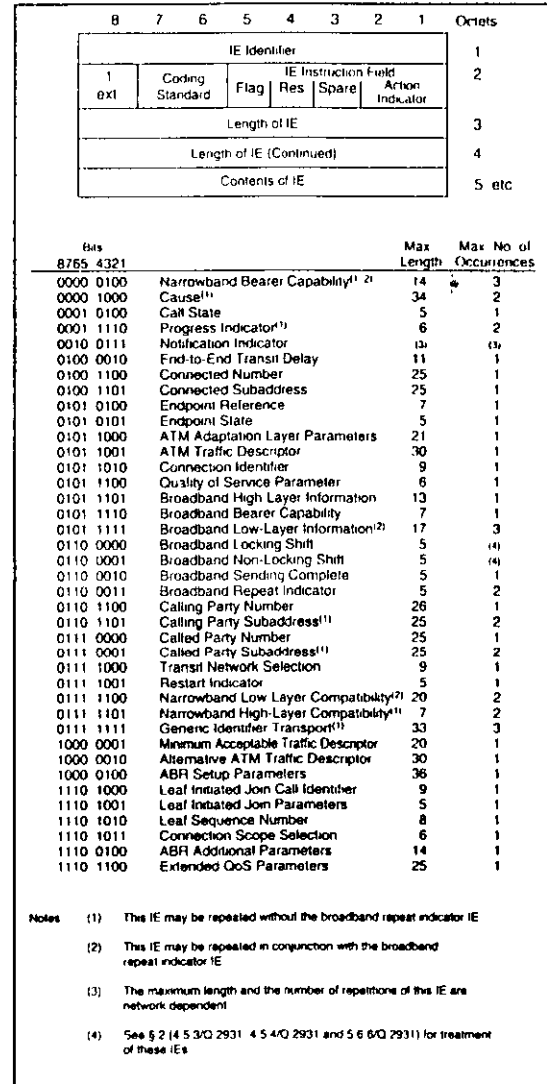 8 7 6 5 4 3 2 1 Octets
IE Identifier 1
1 ext Coding Standard IE Instruction Field Flag Res Spare Action Indicator 2
Length of IE 3
Length of IE (Continued) 4
Contents of IE 5 etc
Bits Max Max No of
8765 4321 Length Occurrences
0000 0100 Narrowband Bearer Capability(1 2) 14 3
0000 1000 Cause(1) 34 2
0001 0100 Call State 5 1
0001 1110 Progress Indicator(1) 6 2
0010 0111 Notification Indicator (3) (3)
0100 0010 End-to-End Transit Delay 11 1
0100 1100 Connected Number 25 1
0100 1101 Connected Subaddress 25 1
0101 0100 Endpoint Reference 7 1
0101 0101 Endpoint State 5 1
0101 1000 ATM Adaptation Layer Parameters 21 1
0101 1001 ATM Traffic Descriptor 30 1
0101 1010 Connection Identifier 9 1
0101 1100 Quality of Service Parameter 6 1
0101 1101 Broadband High Layer Information 13 1
0101 1110 Broadband Bearer Capability 7 1
0101 1111 Broadband Low-Layer Information(2) 17 3
0110 0000 Broadband Locking Shift 5 (4)
0110 0001 Broadband Non-Locking Shift 5 (4)
0110 0010 Broadband Sending Complete 5 1
0110 0011 Broadband Repeat Indicator 5 2
0110 1100 Calling Party Number 26 1
0110 1101 Calling Party Subaddress(1) 25 2
0111 0000 Called Party Number 25 1
0111 0001 Called Party Subaddress(1) 25 2
0111 1000 Transit Network Selection 9 1
0111 1001 Restart Indicator 5 1
0111 1100 Narrowband Low Layer Compatibility(2) 20 2
0111 1101 Narrowband High-Layer Compatibility(1) 7 2
0111 1111 Generic Identifier Transport(1) 33 3
1000 0001 Minimum Acceptable Traffic Descriptor 20 1
1000 0010 Alternative ATM Traffic Descriptor 30 1
1000 0100 ABR Setup Parameters 36 1
1110 1000 Leaf Initiated Join Call Identifier 9 1
1110 1001 Leaf Initiated Join Parameters 5 1
1110 1010 Leaf Sequence Number 8 1
1110 1011 Connection Scope Selection 6 1
1110 0100 ABR Additional Parameters 14 1
1110 1100 Extended QoS Parameters 25 1
Notes (1) This IE may be repeated without the broadband repeat indicator IE
(2) This IE may be repeated in conjunction with the broadband
repeat indicator IE
(3) The maximum length and the number of repetitions of this IE are
network dependent
(4) See § 2 (4 5 3/Q 2931 4 5 4/Q 2931 and 5 6 6/Q 2931) for treatment
of these IEs